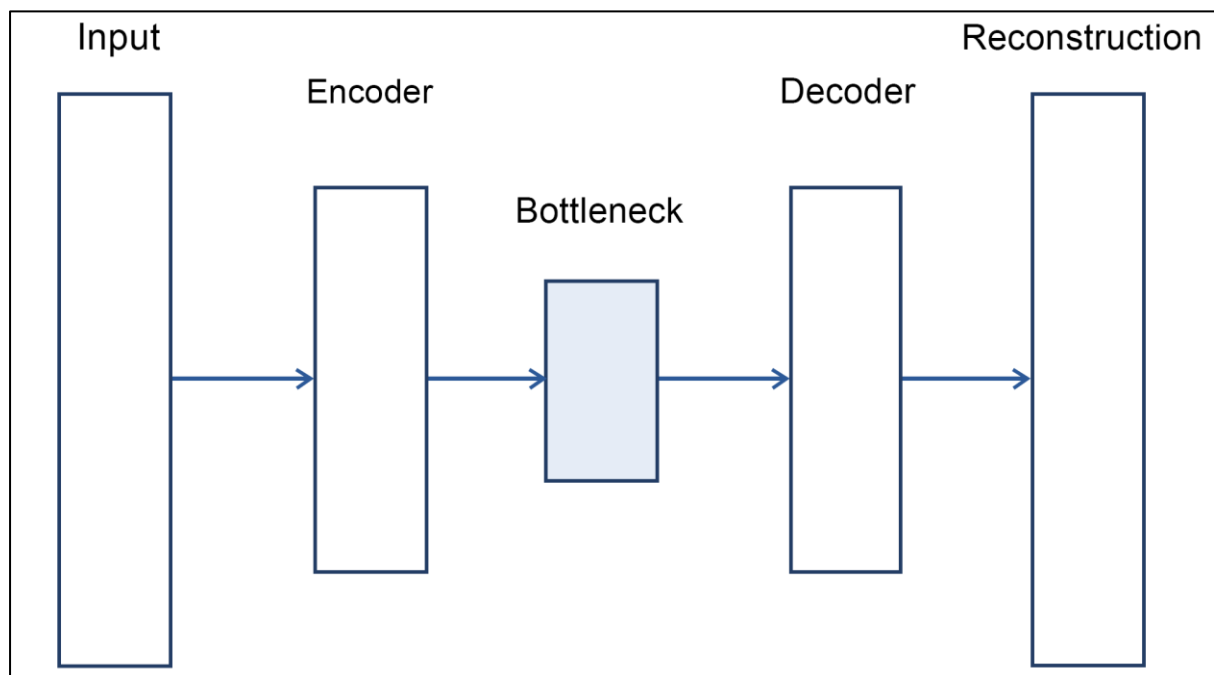 Input
Encoder
Bottleneck
Decoder
Reconstruction